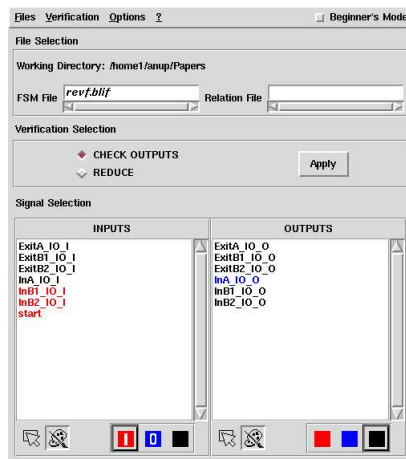 Files Verification Options ? Beginner's Mode
File Selection
Working Directory: /home1/anup/Papers
FSM File revf.blif Relation File
Verification Selection
CHECK OUTPUTS
REDUCE
Apply
Signal Selection
INPUTS
ExitA_IO_I
ExitB1_IO_I
ExitB2_IO_I
InA_IO_I
InB1_IO_I
InB2_IO_I
start
1 0
OUTPUTS
ExitA_IO_O
ExitB1_IO_O
ExitB2_IO_O
InA_IO_O
InB1_IO_O
InB2_IO_O